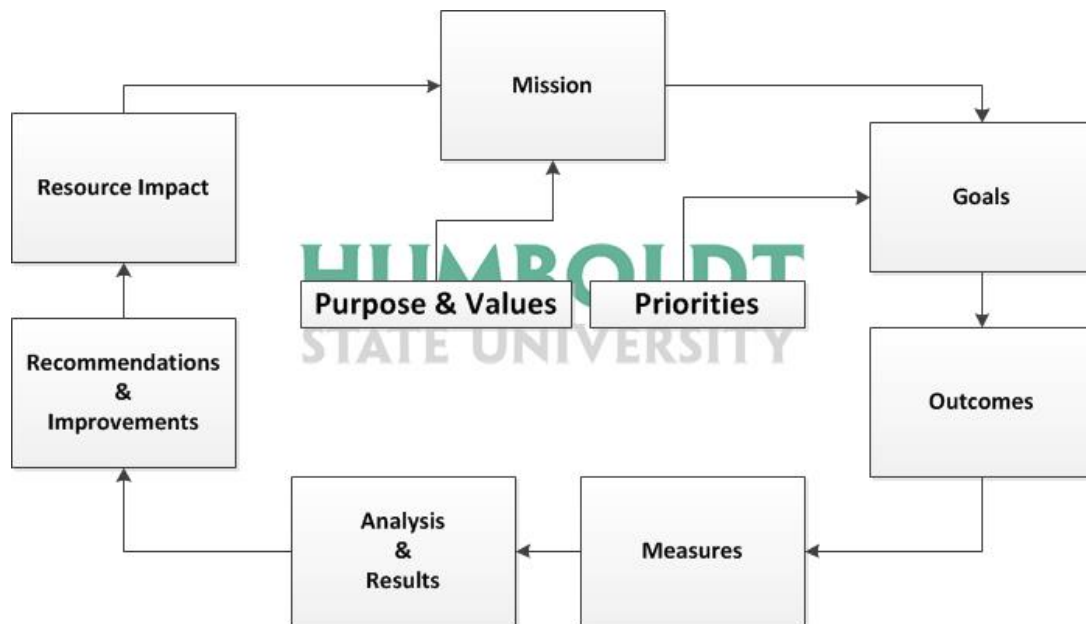 Mission
Resource Impact
Goals
HUMBOLDT
Purpose & Values
Priorities
STATE UNIVERSITY
Recommendations
&
Improvements
Outcomes
Analysis
&
Results
Measures